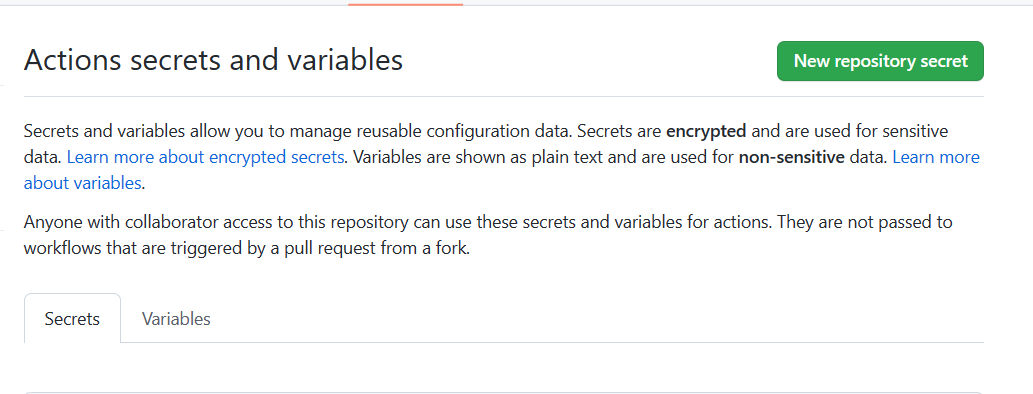 Actions secrets and variables
New repository secret
Secrets and variables allow you to manage reusable configuration data. Secrets are encrypted and are used for sensitive
data. Learn more about encrypted secrets. Variables are shown as plain text and are used for non-sensitive data. Learn more
about variables.
Anyone with collaborator access to this repository can use these secrets and variables for actions. They are not passed to
workflows that are triggered by a pull request from a fork.
Secrets
Variables